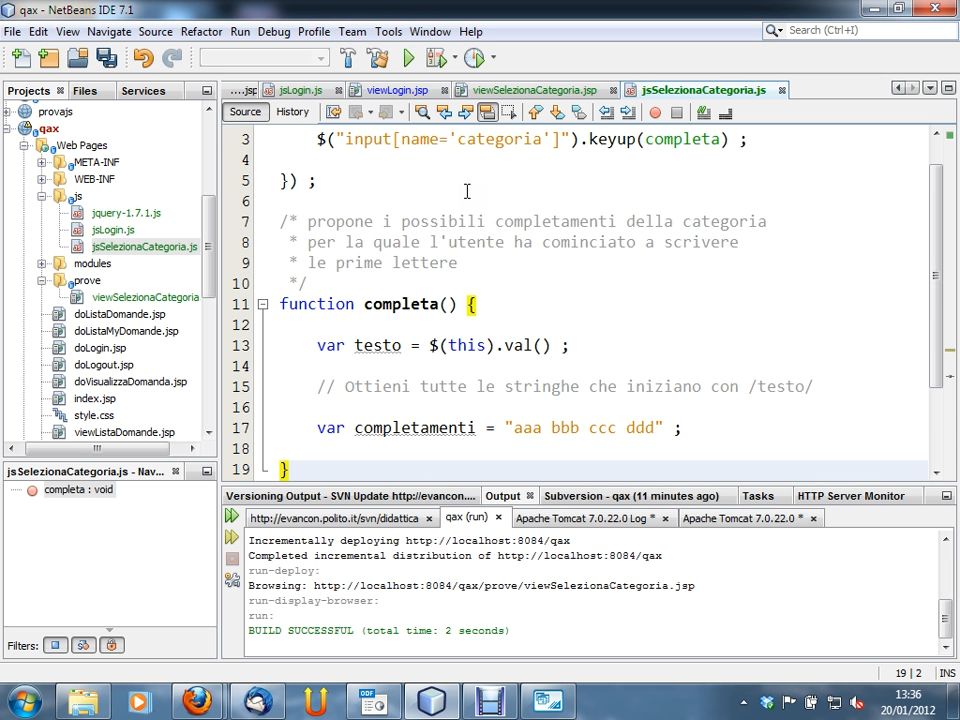 qax - NetBeans IDE 7.1
File Edit View Navigate Source Refactor Run Debug Profile Team Tools Window Help
Search (Ctrl+I)
Projects Files Services
....jsp jsLogin.js viewLogin.jsp viewSelezionaCategoria.jsp jsSelezionaCategoria.js
Source History
provajs
qax
Web Pages
META-INF
WEB-INF
js
jquery-1.7.1.js
jsLogin.js
jsSelezionaCategoria.js
modules
prove
viewSelezionaCategoria
doListaDomande.jsp
doListaMyDomande.jsp
doLogin.jsp
doLogout.jsp
doVisualizzaDomanda.jsp
index.jsp
style.css
viewListaDomande.jsp
3 $("input[name='categoria']").keyup(completa) ;
4
5 }) ;
6
7 /* propone i possibili completamenti della categoria
8 * per la quale l'utente ha cominciato a scrivere
9 * le prime lettere
10 */
11 function completa() {
12
13 var testo = $(this).val() ;
14
15 // Ottieni tutte le stringhe che iniziano con /testo/
16
17 var completamenti = "aaa bbb ccc ddd" ;
18
19 }
jsSelezionaCategoria.js - Nav...
completa : void
Filters:
Versioning Output - SVN Update http://evancon.... Output Subversion - qax (11 minutes ago) Tasks HTTP Server Monitor
http://evancon.polito.it/svn/didattica qax (run) Apache Tomcat 7.0.22.0 Log * Apache Tomcat 7.0.22.0 *
Incrementally deploying http://localhost:8084/qax
Completed incremental distribution of http://localhost:8084/qax
run-deploy:
Browsing: http://localhost:8084/qax/prove/viewSelezionaCategoria.jsp
run-display-browser:
run:
BUILD SUCCESSFUL (total time: 2 seconds)
19 | 2 INS
ODF
13:36
20/01/2012